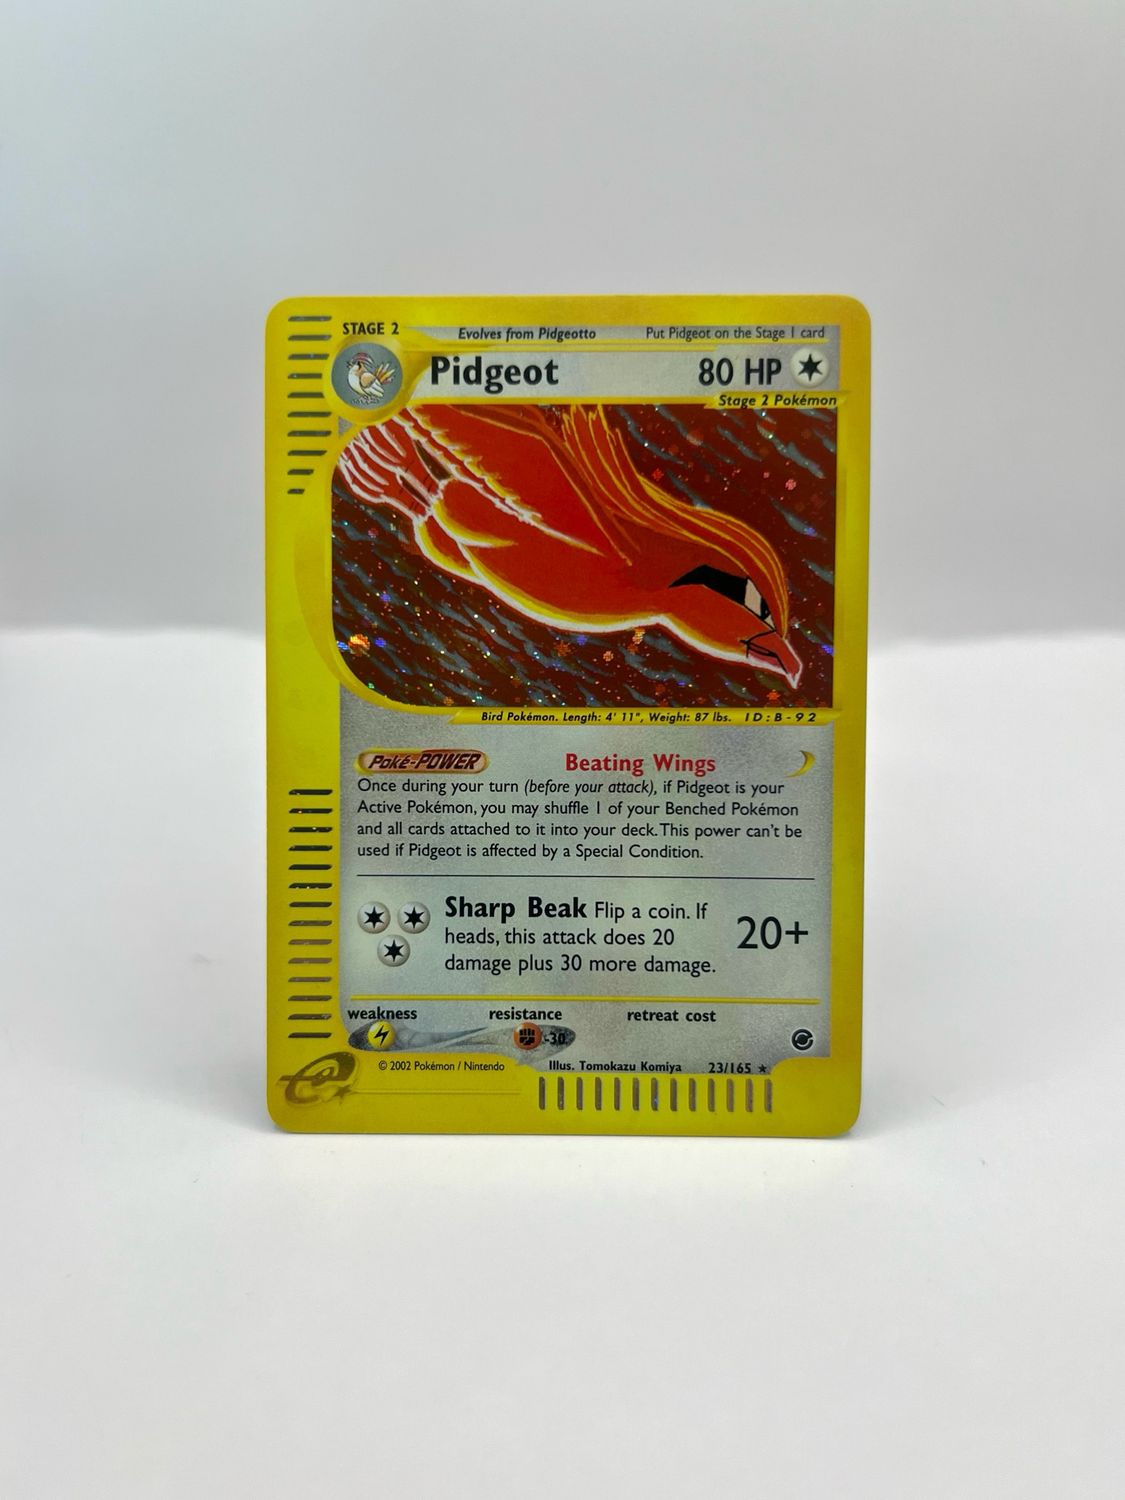 STAGE 2 Evolves from Pidgeotto Put Pidgeot on the Stage 1 card
Pidgeot 80 HP
Stage 2 Pokémon
Bird Pokémon. Length: 4' 11", Weight: 87 lbs. ID:B-92
Poké-POWER Beating Wings
Once during your turn (before your attack), if Pidgeot is your
Active Pokémon, you may shuffle 1 of your Benched Pokémon
and all cards attached to it into your deck. This power can't be
used if Pidgeot is affected by a Special Condition.
Sharp Beak Flip a coin. If
heads, this attack does 20
damage plus 30 more damage.
20+
weakness resistance retreat cost
-30
© 2002 Pokémon / Nintendo Illus. Tomokazu Komiya 23/165 ★
e